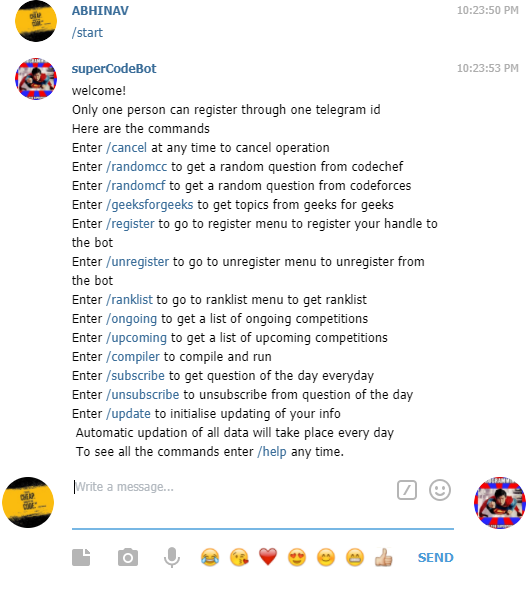 ABHINAV 10:23:50 PM
/start
superCodeBot 10:23:53 PM
welcome!
Only one person can register through one telegram id
Here are the commands
Enter /cancel at any time to cancel operation
Enter /randomcc to get a random question from codechef
Enter /randomcf to get a random question from codeforces
Enter /geeksforgeeks to get topics from geeks for geeks
Enter /register to go to register menu to register your handle to
the bot
Enter /unregister to go to unregister menu to unregister from
the bot
Enter /ranklist to go to ranklist menu to get ranklist
Enter /ongoing to get a list of ongoing competitions
Enter /upcoming to get a list of upcoming competitions
Enter /compiler to compile and run
Enter /subscribe to get question of the day everyday
Enter /unsubscribe to unsubscribe from question of the day
Enter /update to initialise updating of your info
Automatic updation of all data will take place every day
To see all the commands enter /help any time.
Write a message...
SEND